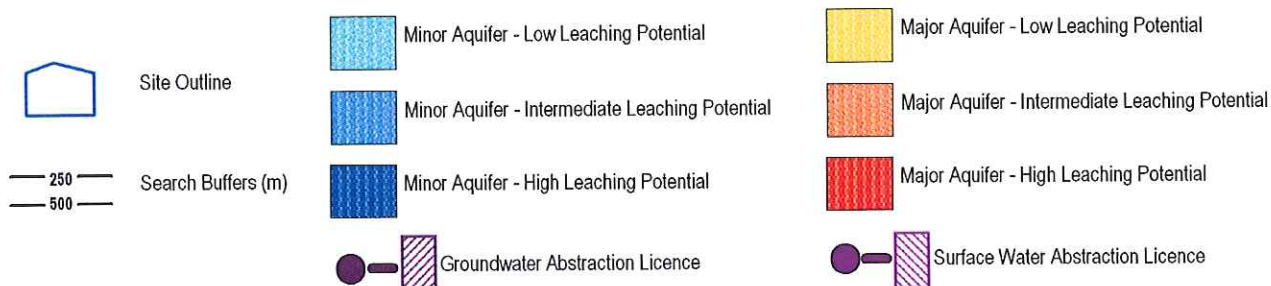 Site Outline
250
500
Search Buffers (m)
Minor Aquifer - Low Leaching Potential
Minor Aquifer - Intermediate Leaching Potential
Minor Aquifer - High Leaching Potential
Groundwater Abstraction Licence
Major Aquifer - Low Leaching Potential
Major Aquifer - Intermediate Leaching Potential
Major Aquifer - High Leaching Potential
Surface Water Abstraction Licence